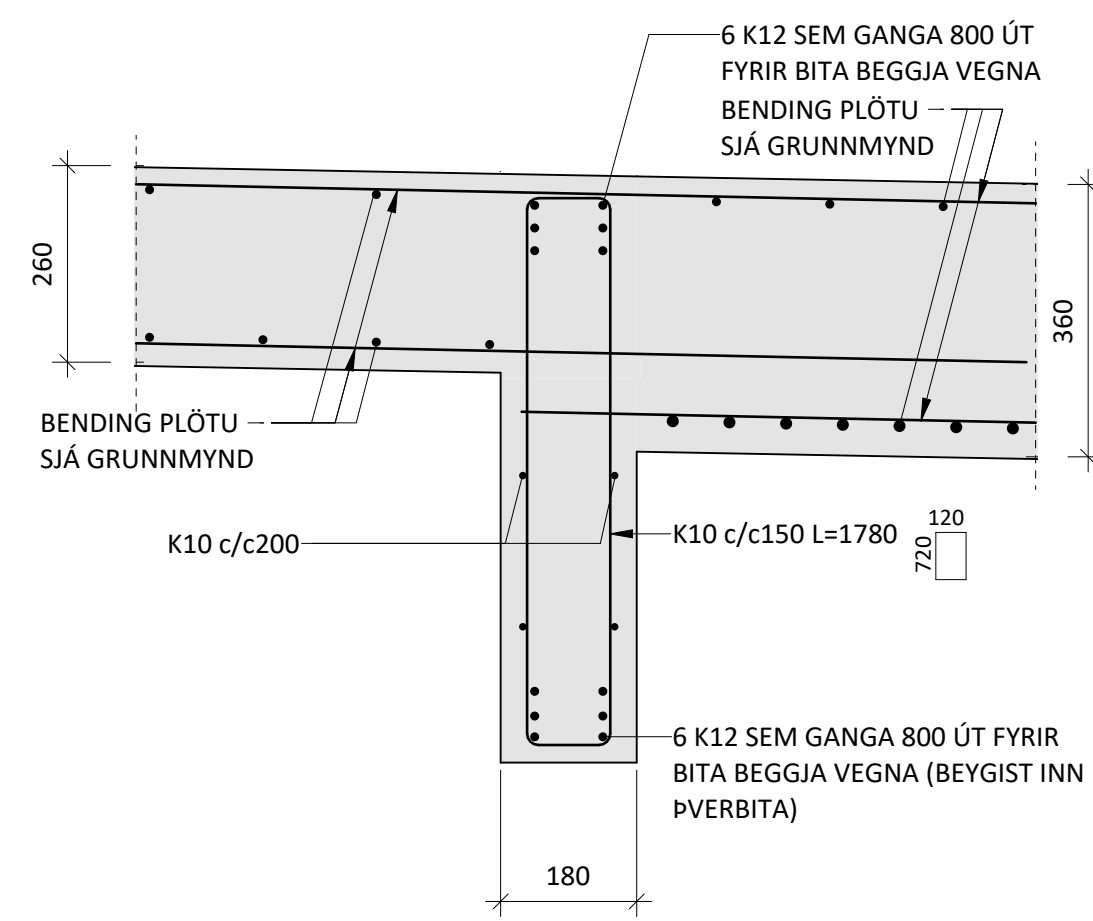 6 K12 SEM GANGA 800 ÚT
FYRIR BITA BEGGJA VEGNA
BENDING PLÖTU
SJÁ GRUNNMYND
260
360
BENDING PLÖTU
SJÁ GRUNNMYND
K10 c/c200
K10 c/c150 L=1780
120
720
6 K12 SEM GANGA 800 ÚT FYRIR
BITA BEGGJA VEGNA (BEYGIST INN Í
ÞVERBITA)
180